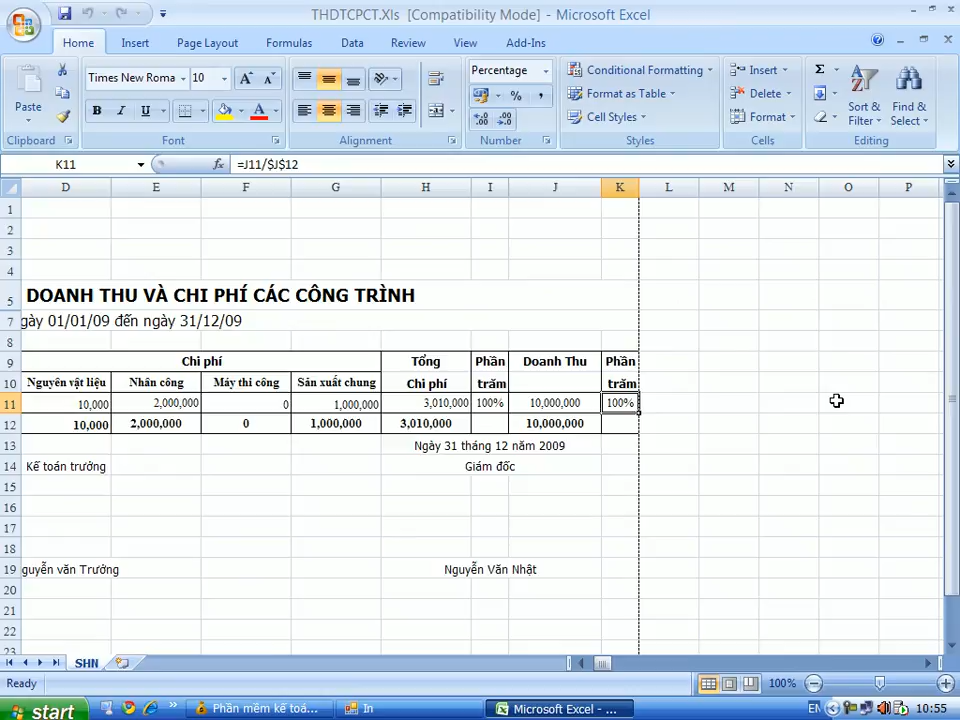 THDTCPCT.Xls [Compatibility Mode] - Microsoft Excel
Home Insert Page Layout Formulas Data Review View Add-Ins
Paste
Clipboard
Times New Roma 10
B I U
Font
Alignment
Percentage
Number
Conditional Formatting
Format as Table
Cell Styles
Styles
Insert
Delete
Format
Cells
Sort & Filter
Find & Select
Editing
K11 fx =J11/$J$12
D E F G H I J K L M N O P
1
2
3
4
5 DOANH THU VÀ CHI PHÍ CÁC CÔNG TRÌNH
7 gày 01/01/09 đến ngày 31/12/09
8
9 Chi phí Tổng Phần Doanh Thu Phần
10 Nguyên vật liệu Nhân công Máy thi công Sản xuất chung Chi phí trăm trăm
11 10,000 2,000,000 0 1,000,000 3,010,000 100% 10,000,000 100%
12 10,000 2,000,000 0 1,000,000 3,010,000 10,000,000
13 Ngày 31 tháng 12 năm 2009
14 Kế toán trưởng Giám đốc
15
16
17
18
19 guyễn văn Trưởng Nguyễn Văn Nhật
20
21
22
23
SHN
Ready 100%
start Phần mềm kế toá... In Microsoft Excel - ... EN 10:55